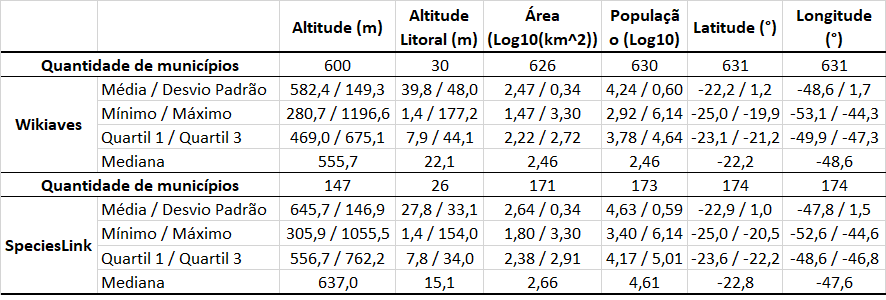 Altitude (m) Altitude Litoral (m) Área (Log10(km^2)) Populaçã o (Log10) Latitude (°) Longitude (°)
Quantidade de municípios 600 30 626 630 631 631
Wikiaves
Média / Desvio Padrão 582,4 / 149,3 39,8 / 48,0 2,47 / 0,34 4,24 / 0,60 -22,2 / 1,2 -48,6 / 1,7
Mínimo / Máximo 280,7 / 1196,6 1,4 / 177,2 1,47 / 3,30 2,92 / 6,14 -25,0 / -19,9 -53,1 / -44,3
Quartil 1 / Quartil 3 469,0 / 675,1 7,9 / 44,1 2,22 / 2,72 3,78 / 4,64 -23,1 / -21,2 -49,9 / -47,3
Mediana 555,7 22,1 2,46 2,46 -22,2 -48,6
Quantidade de municípios 147 26 171 173 174 174
SpeciesLink
Média / Desvio Padrão 645,7 / 146,9 27,8 / 33,1 2,64 / 0,34 4,63 / 0,59 -22,9 / 1,0 -47,8 / 1,5
Mínimo / Máximo 305,9 / 1055,5 1,4 / 154,0 1,80 / 3,30 3,40 / 6,14 -25,0 / -20,5 -52,6 / -44,6
Quartil 1 / Quartil 3 556,7 / 762,2 7,8 / 34,0 2,38 / 2,91 4,17 / 5,01 -23,6 / -22,2 -48,6 / -46,8
Mediana 637,0 15,1 2,66 4,61 -22,8 -47,6